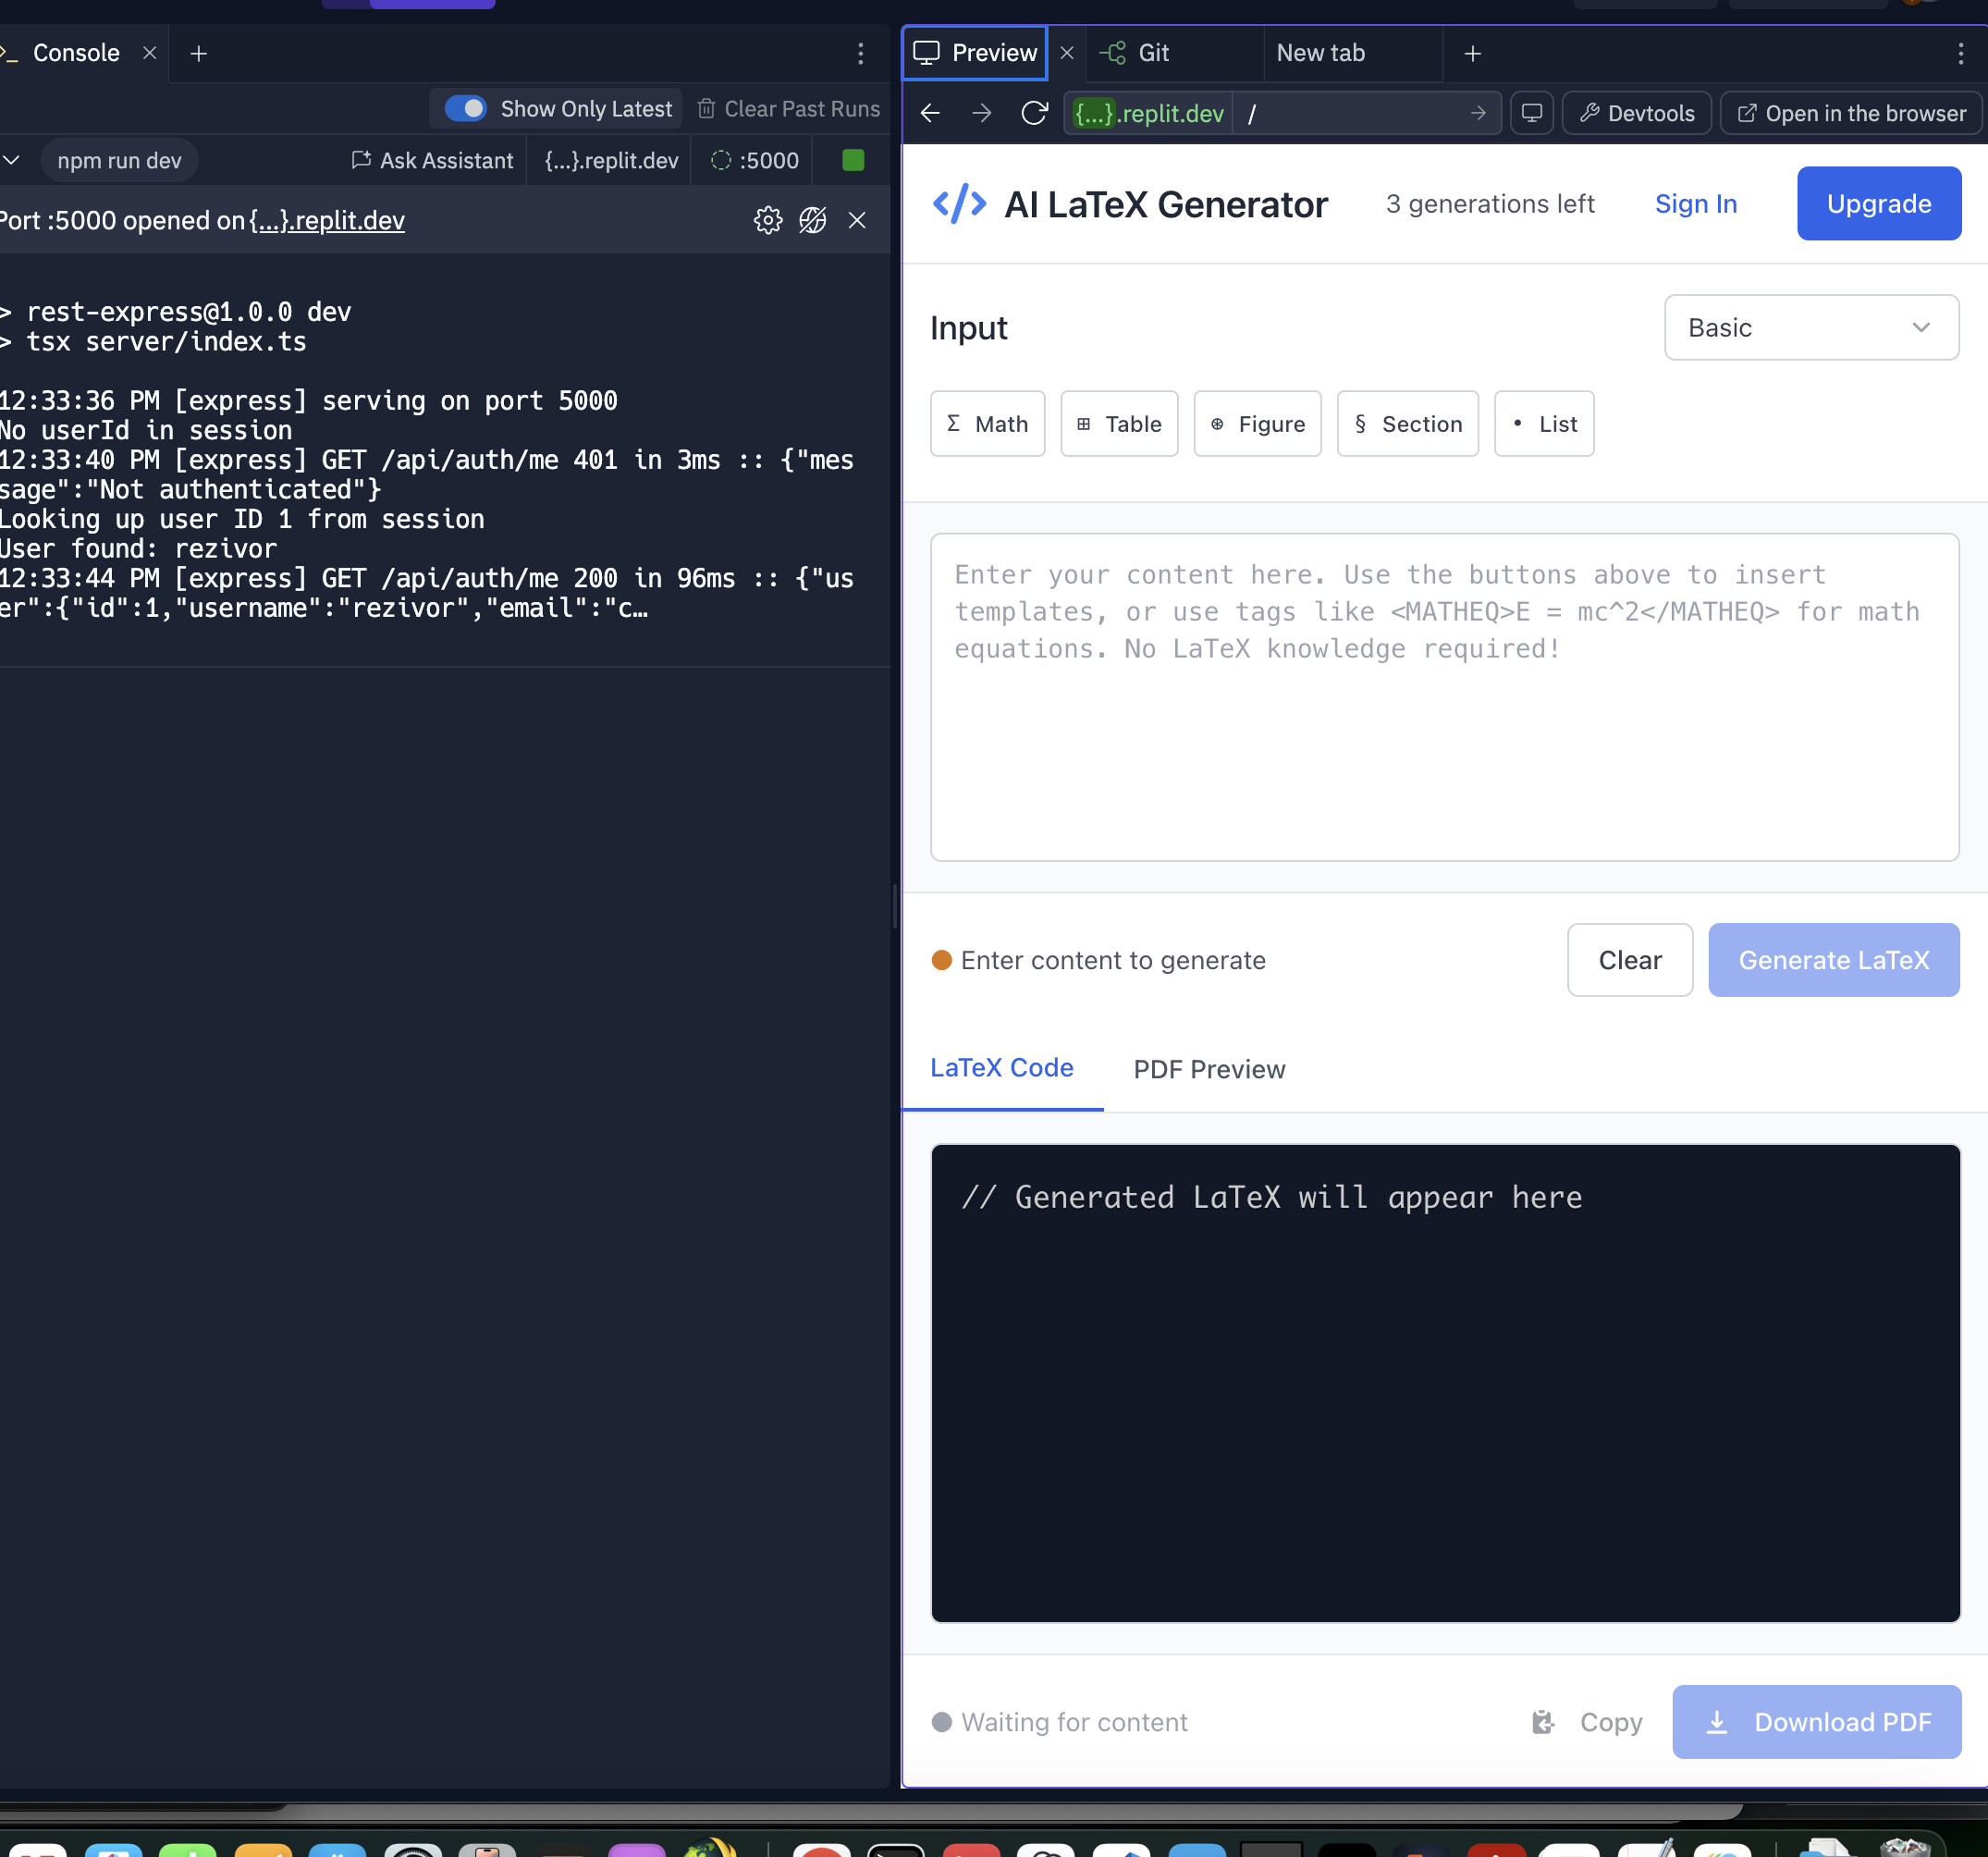 Console
Show Only Latest
Clear Past Runs
npm run dev
Ask Assistant
{...}.replit.dev
:5000
Port :5000 opened on {...}.replit.dev
> rest-express@1.0.0 dev
> tsx server/index.ts
12:33:36 PM [express] serving on port 5000
No userId in session
12:33:40 PM [express] GET /api/auth/me 401 in 3ms :: {"mes
sage":"Not authenticated"}
Looking up user ID 1 from session
User found: rezivor
12:33:44 PM [express] GET /api/auth/me 200 in 96ms :: {"us
er":{"id":1,"username":"rezivor","email":"c…
Preview
Git
New tab
{...}.replit.dev
/
Devtools
Open in the browser
</> AI LaTeX Generator
3 generations left
Sign In
Upgrade
Input
Basic
Σ Math
⊞ Table
⊛ Figure
§ Section
• List
Enter your content here. Use the buttons above to insert
templates, or use tags like <MATHEQ>E = mc^2</MATHEQ> for math
equations. No LaTeX knowledge required!
Enter content to generate
Clear
Generate LaTeX
LaTeX Code
PDF Preview
// Generated LaTeX will appear here
Waiting for content
Copy
Download PDF